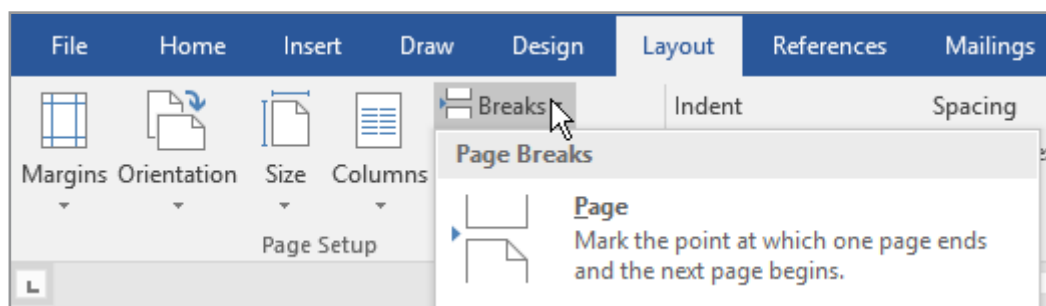 File Home Insert Draw Design Layout References Mailings
Breaks Indent Spacing
Margins Orientation Size Columns
Page Setup
Page Breaks
Page
Mark the point at which one page ends
and the next page begins.